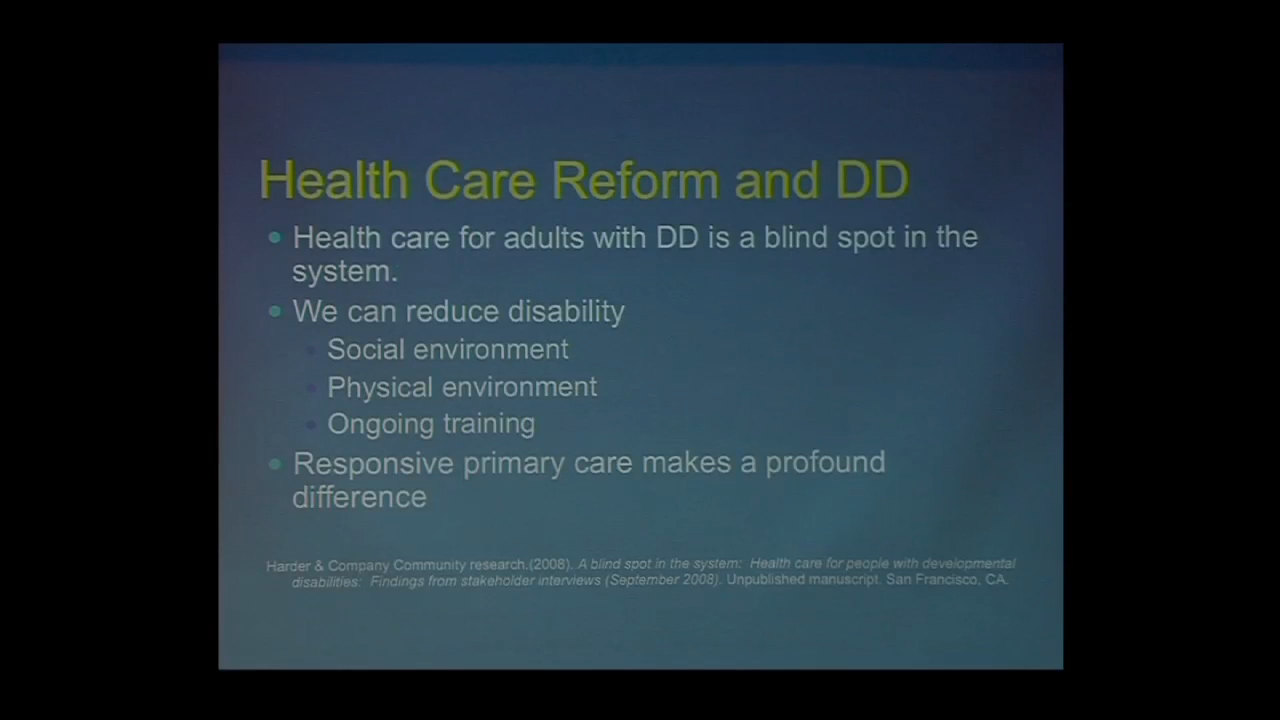 Health Care Reform and DD
• Health care for adults with DD is a blind spot in the
system.
• We can reduce disability
• Social environment
• Physical environment
• Ongoing training
• Responsive primary care makes a profound
difference
Harder & Company Community research.(2008). A blind spot in the system: Health care for people with developmental
disabilities: Findings from stakeholder interviews (September 2008). Unpublished manuscript. San Francisco, CA.